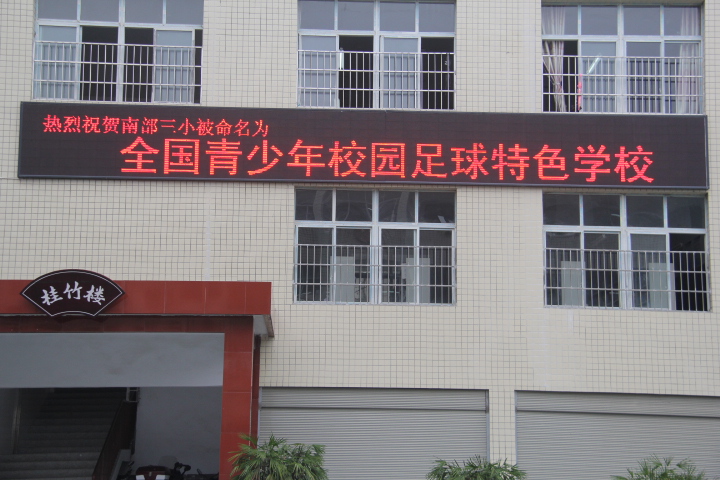 热烈祝贺南部三小被命名为
全国青少年校园足球特色学校
桂竹楼